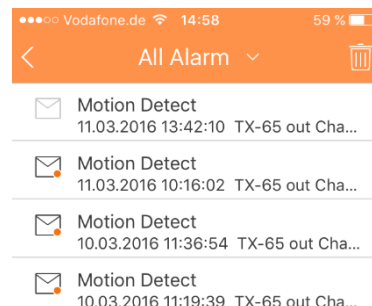 Vodafone.de 14:58 59 %
All Alarm
Motion Detect
11.03.2016 13:42:10 TX-65 out Cha...
Motion Detect
11.03.2016 10:16:02 TX-65 out Cha...
Motion Detect
10.03.2016 11:36:54 TX-65 out Cha...
Motion Detect
10.03.2016 11:19:39 TX-65 out Cha...